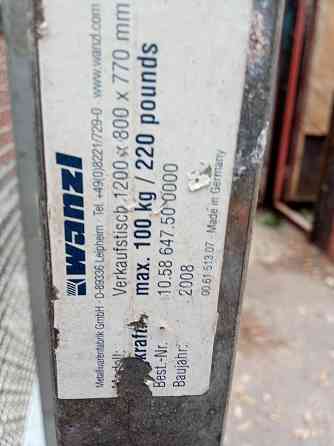 wanzl
Metallwarenfabrik GmbH · D-89336 Leipheim · Tel. +49(0)8221/729-0 www.wanzl.com
Modell: Verkaufstisch 1200 x 800 x 770 mm
kraft: max. 100 kg / 220 pounds
Best.-Nr. 10.58 647.50 0000
Baujahr: 2008
00.61 513.07 Made in Germany